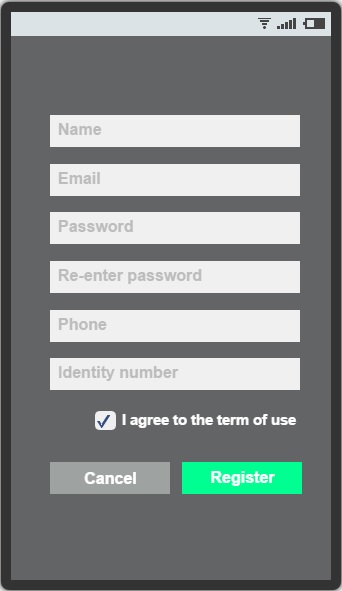 Name
Email
Password
Re-enter password
Phone
Identity number
I agree to the term of use
Cancel Register